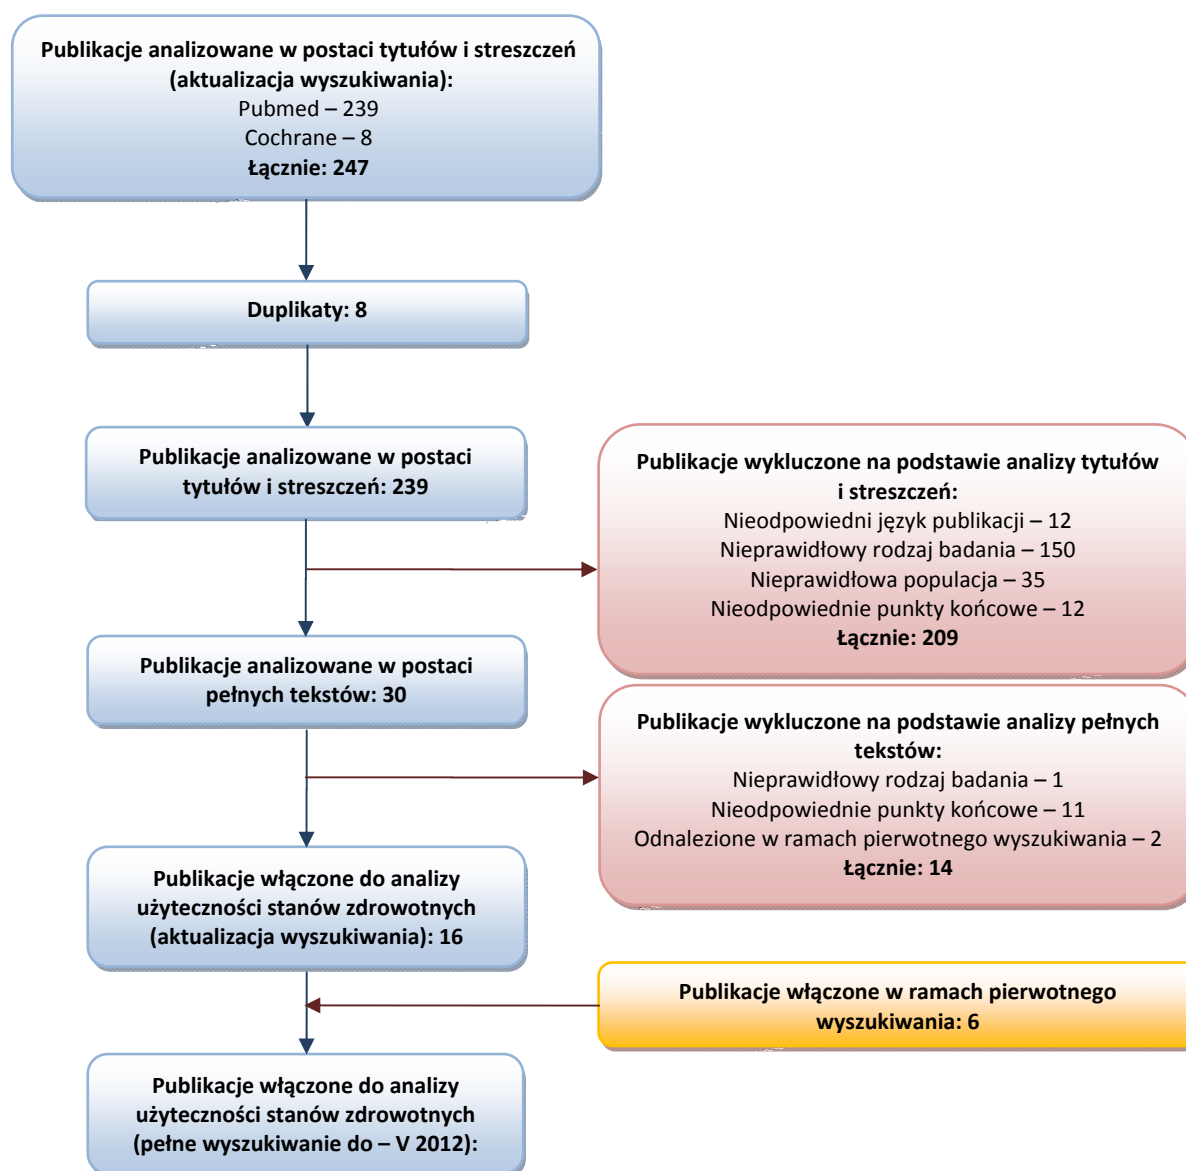 Publikacje analizowane w postaci tytułów i streszczeń
(aktualizacja wyszukiwania):
Pubmed – 239
Cochrane – 8
Łącznie: 247
Duplikaty: 8
Publikacje analizowane w postaci
tytułów i streszczeń: 239
Publikacje wykluczone na podstawie analizy tytułów
i streszczeń:
Nieodpowiedni język publikacji – 12
Nieprawidłowy rodzaj badania – 150
Nieprawidłowa populacja – 35
Nieodpowiednie punkty końcowe – 12
Łącznie: 209
Publikacje analizowane w postaci
pełnych tekstów: 30
Publikacje wykluczone na podstawie analizy pełnych
tekstów:
Nieprawidłowy rodzaj badania – 1
Nieodpowiednie punkty końcowe – 11
Odnalezione w ramach pierwotnego wyszukiwania – 2
Łącznie: 14
Publikacje włączone do analizy
użyteczności stanów zdrowotnych
(aktualizacja wyszukiwania): 16
Publikacje włączone w ramach pierwotnego
wyszukiwania: 6
Publikacje włączone do analizy
użyteczności stanów zdrowotnych
(pełne wyszukiwanie do – V 2012):